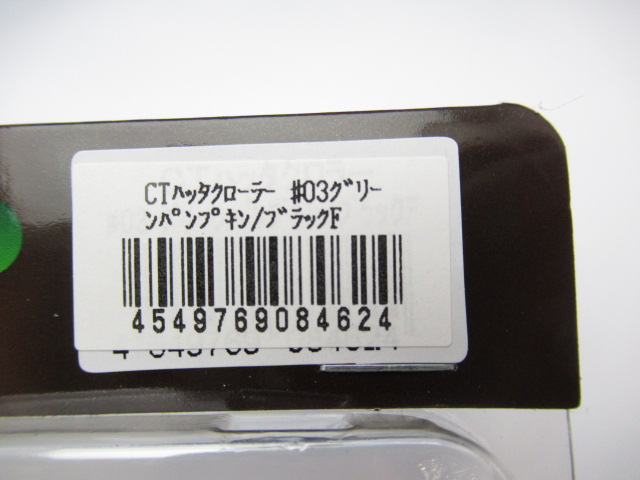 CTﾊｯﾀｸﾛｰﾃﾞｰ #03ｸﾞﾘｰ
ﾝﾊﾟﾝﾌﾟｷﾝ/ﾌﾞﾗｯｸF
4549769084624